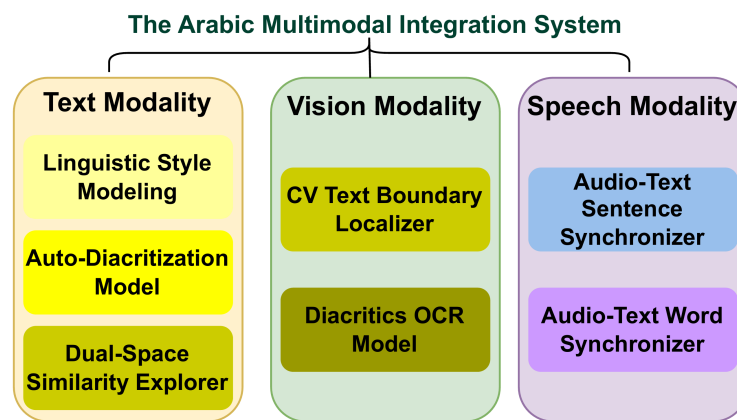 The Arabic Multimodal Integration System
Text Modality
Linguistic Style
Modeling
Auto-Diacritization
Model
Dual-Space
Similarity Explorer
Vision Modality
CV Text Boundary
Localizer
Diacritics OCR
Model
Speech Modality
Audio-Text
Sentence
Synchronizer
Audio-Text Word
Synchronizer